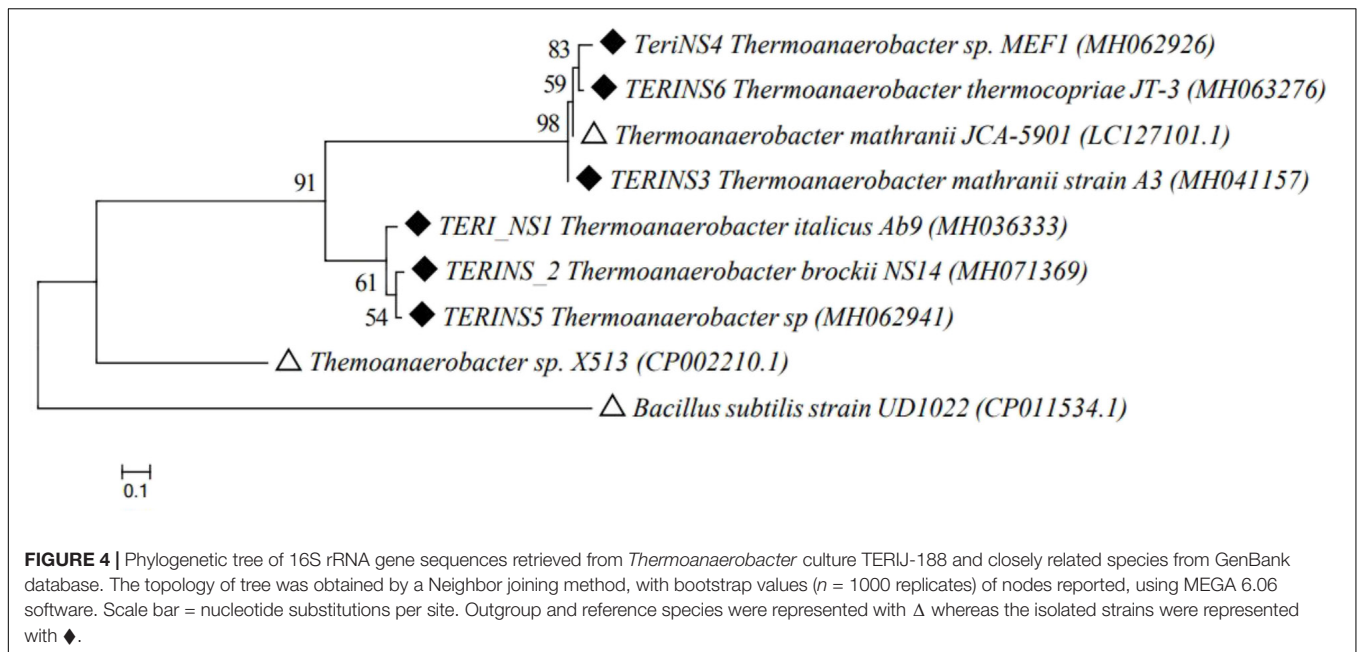 83
◆ TeriNS4 Thermoanaerobacter sp. MEF1 (MH062926)
59
◆ TERINS6 Thermoanaerobacter thermocopriae JT-3 (MH063276)
98
△ Thermoanaerobacter mathranii JCA-5901 (LC127101.1)
91
◆ TERINS3 Thermoanaerobacter mathranii strain A3 (MH041157)
◆ TERI_NS1 Thermoanaerobacter italicus Ab9 (MH036333)
61
◆ TERINS_2 Thermoanaerobacter brockii NS14 (MH071369)
54
◆ TERINS5 Thermoanaerobacter sp (MH062941)
△ Themoanaerobacter sp. X513 (CP002210.1)
△ Bacillus subtilis strain UD1022 (CP011534.1)
0.1
FIGURE 4 | Phylogenetic tree of 16S rRNA gene sequences retrieved from Thermoanaerobacter culture TERIJ-188 and closely related species from GenBank
database. The topology of tree was obtained by a Neighbor joining method, with bootstrap values (n = 1000 replicates) of nodes reported, using MEGA 6.06
software. Scale bar = nucleotide substitutions per site. Outgroup and reference species were represented with Δ whereas the isolated strains were represented
with ◆.